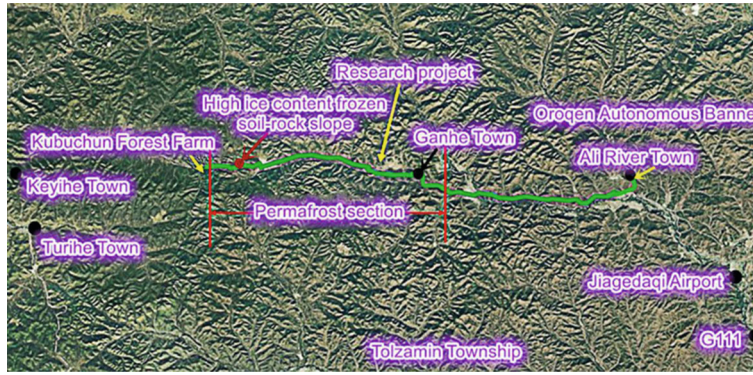 Research project
High ice content frozen
soil-rock slope
Oroqen Autonomous Banne
Kubuchun Forest Farm
Ganhe Town
Ali River Town
Keyihe Town
Permafrost section
Turihe Town
Jiagedaqi Airport
G111
Tolzamin Township